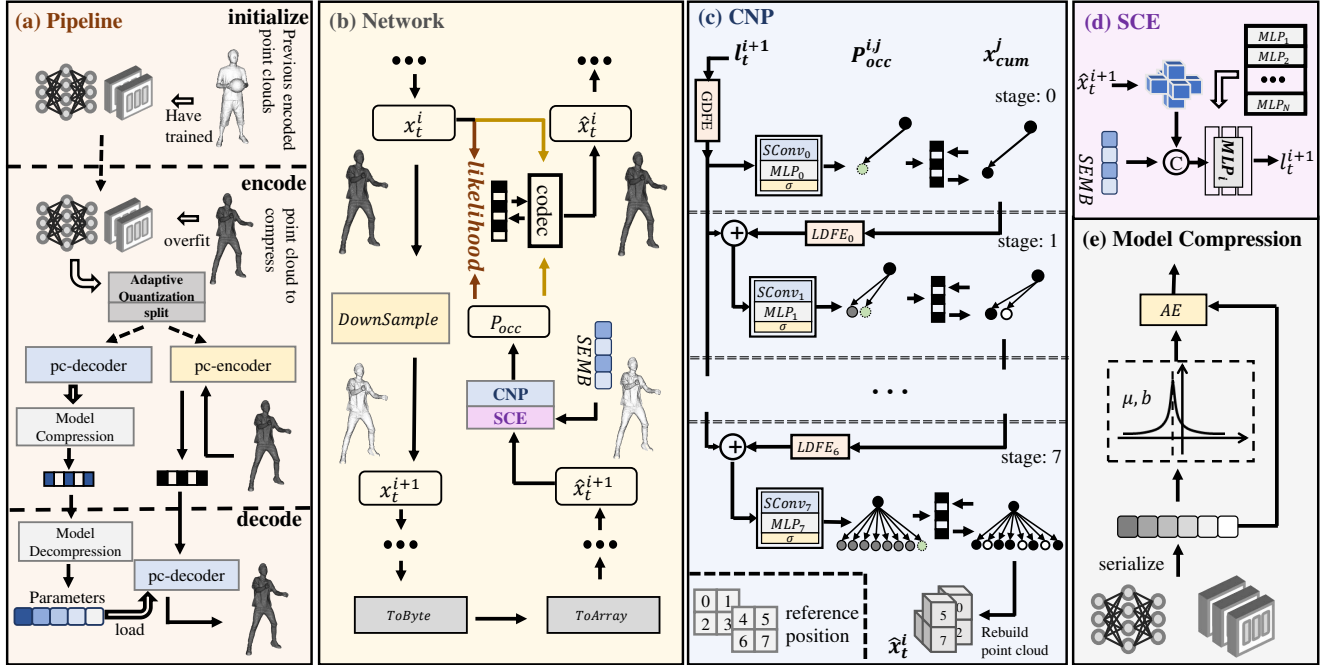 (a) Pipeline
initialize
Previous encoded
point clouds
Have
trained
encode
point cloud to
compress
overfit
Adaptive
Quantization
split
pc-decoder
pc-encoder
Model
Compression
decode
Model
Decompression
pc-decoder
Parameters
load
(b) Network
x_t^i
x̂_t^i
likelihood
codec
DownSample
P_occ
SEMB
CNP
SCE
x_t^{i+1}
x̂_t^{i+1}
ToByte
ToArray
(c) CNP
l_t^{i+1}
P_occ^{i,j}
x_cum^j
GDFE
stage: 0
SConv_0
MLP_0
σ
LDFE_0
stage: 1
SConv_1
MLP_1
σ
LDFE_6
stage: 7
SConv_7
MLP_7
σ
0 1
2 3
4 5
6 7
reference
position
x̂_t^i
5 0
7 2
Rebuild
point cloud
(d) SCE
MLP_1
MLP_2
MLP_N
x̂_t^{i+1}
SEMB
C
MLP_i
l_t^{i+1}
(e) Model Compression
AE
μ, b
serialize